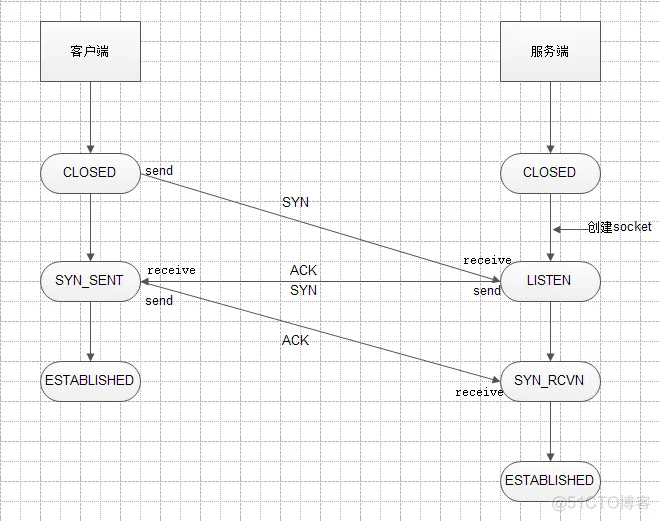 客户端
服务端
CLOSED
send
CLOSED
SYN
创建socket
receive
receive
ACK
SYN_SENT
LISTEN
SYN
send
send
ACK
ESTABLISHED
SYN_RCVN
receive
ESTABLISHED
@51CTO博客